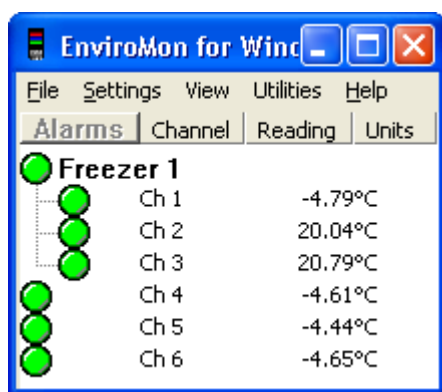 EnviroMon for Winc
File Settings View Utilities Help
Alarms Channel Reading Units
Freezer 1
Ch 1 -4.79°C
Ch 2 20.04°C
Ch 3 20.79°C
Ch 4 -4.61°C
Ch 5 -4.44°C
Ch 6 -4.65°C